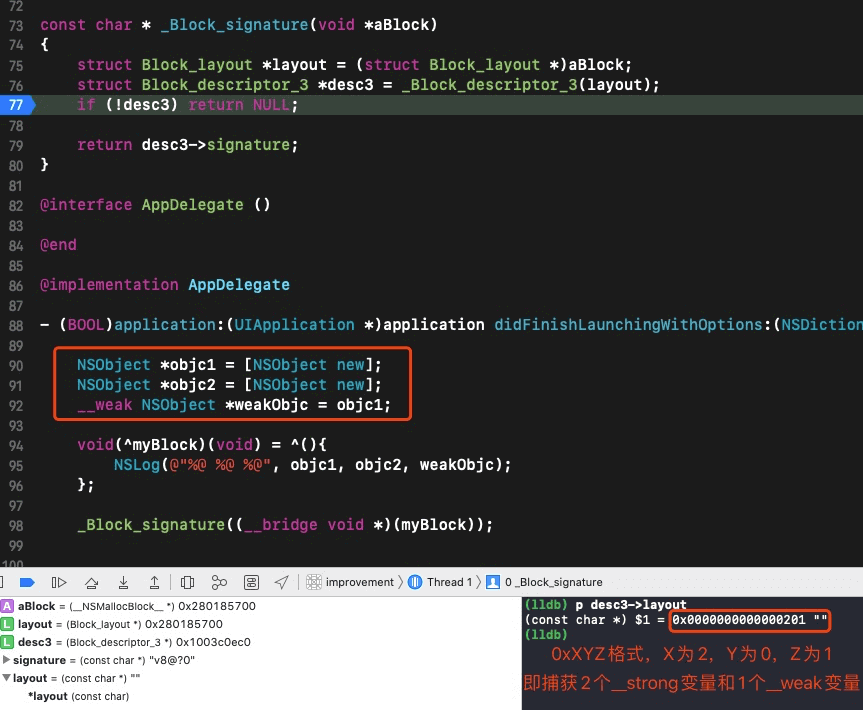 72
73 const char * _Block_signature(void *aBlock)
74 {
75 struct Block_layout *layout = (struct Block_layout *)aBlock;
76 struct Block_descriptor_3 *desc3 = _Block_descriptor_3(layout);
77 if (!desc3) return NULL;
78
79 return desc3->signature;
80 }
81
82 @interface AppDelegate ()
83
84 @end
85
86 @implementation AppDelegate
87
88 - (BOOL)application:(UIApplication *)application didFinishLaunchingWithOptions:(NSDiction
89
90 NSObject *objc1 = [NSObject new];
91 NSObject *objc2 = [NSObject new];
92 __weak NSObject *weakObjc = objc1;
93
94 void(^myBlock)(void) = ^(){
95 NSLog(@"%@ %@ %@", objc1, objc2, weakObjc);
96 };
97
98 _Block_signature((__bridge void *)(myBlock));
99
100
improvement Thread 1 0 _Block_signature
A aBlock = (__NSMallocBlock__ *) 0x280185700
L layout = (Block_layout *) 0x280185700
L desc3 = (Block_descriptor_3 *) 0x1003c0ec0
signature = (const char *) "v8@?0"
layout = (const char *) ""
*layout (const char)
(lldb) p desc3->layout
(const char *) $1 = 0x0000000000000201 ""
(lldb)
0xXYZ格式，X为2，Y为0，Z为1
即捕获2个__strong变量和1个__weak变量